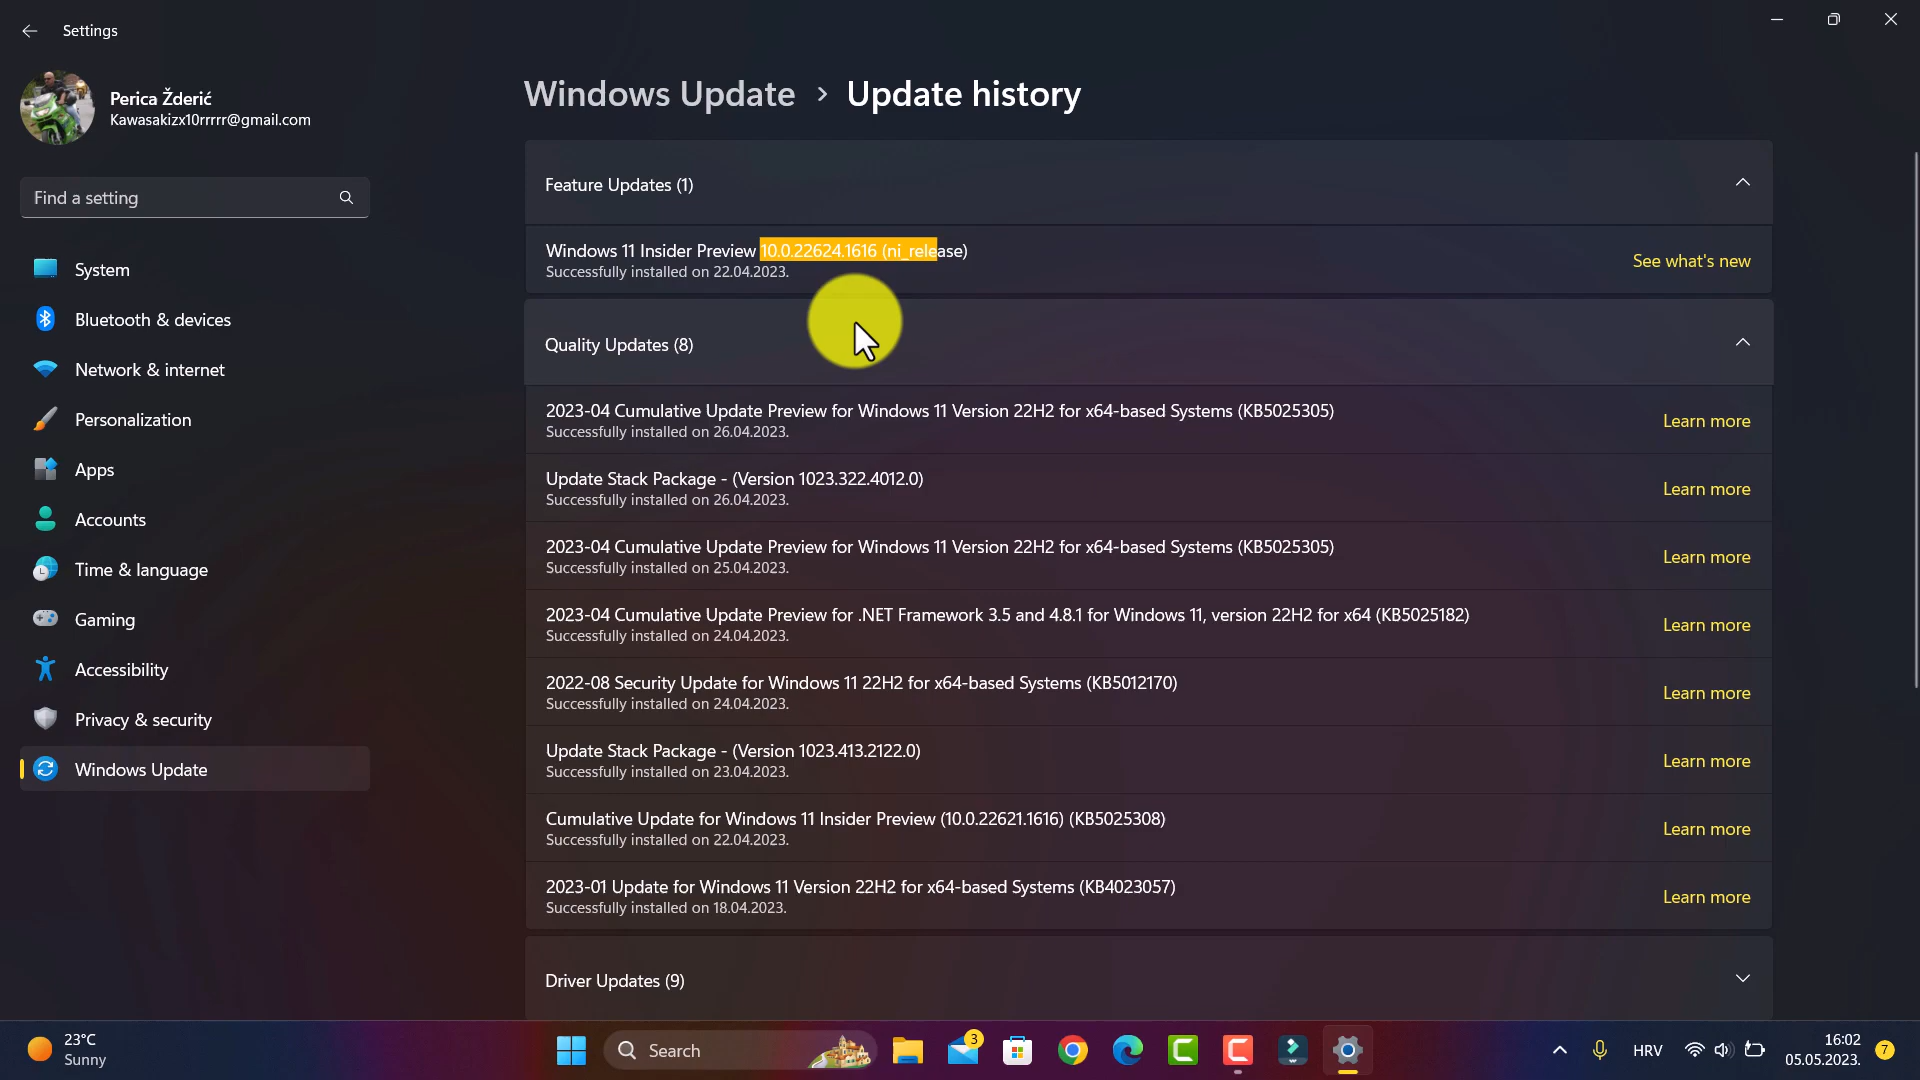 Settings
Perica Žderić
Kawasakizx10rrrrr@gmail.com
Find a setting
System
Bluetooth & devices
Network & internet
Personalization
Apps
Accounts
Time & language
Gaming
Accessibility
Privacy & security
Windows Update
Windows Update > Update history
Feature Updates (1)
Windows 11 Insider Preview 10.0.22624.1616 (ni_release)
Successfully installed on 22.04.2023.
See what's new
Quality Updates (8)
2023-04 Cumulative Update Preview for Windows 11 Version 22H2 for x64-based Systems (KB5025305)
Successfully installed on 26.04.2023.
Learn more
Update Stack Package - (Version 1023.322.4012.0)
Successfully installed on 26.04.2023.
Learn more
2023-04 Cumulative Update Preview for Windows 11 Version 22H2 for x64-based Systems (KB5025305)
Successfully installed on 25.04.2023.
Learn more
2023-04 Cumulative Update Preview for .NET Framework 3.5 and 4.8.1 for Windows 11, version 22H2 for x64 (KB5025182)
Successfully installed on 24.04.2023.
Learn more
2022-08 Security Update for Windows 11 22H2 for x64-based Systems (KB5012170)
Successfully installed on 24.04.2023.
Learn more
Update Stack Package - (Version 1023.413.2122.0)
Successfully installed on 23.04.2023.
Learn more
Cumulative Update for Windows 11 Insider Preview (10.0.22621.1616) (KB5025308)
Successfully installed on 22.04.2023.
Learn more
2023-01 Update for Windows 11 Version 22H2 for x64-based Systems (KB4023057)
Successfully installed on 18.04.2023.
Learn more
Driver Updates (9)
23°C
Sunny
Search
3
HRV
16:02
05.05.2023.
7